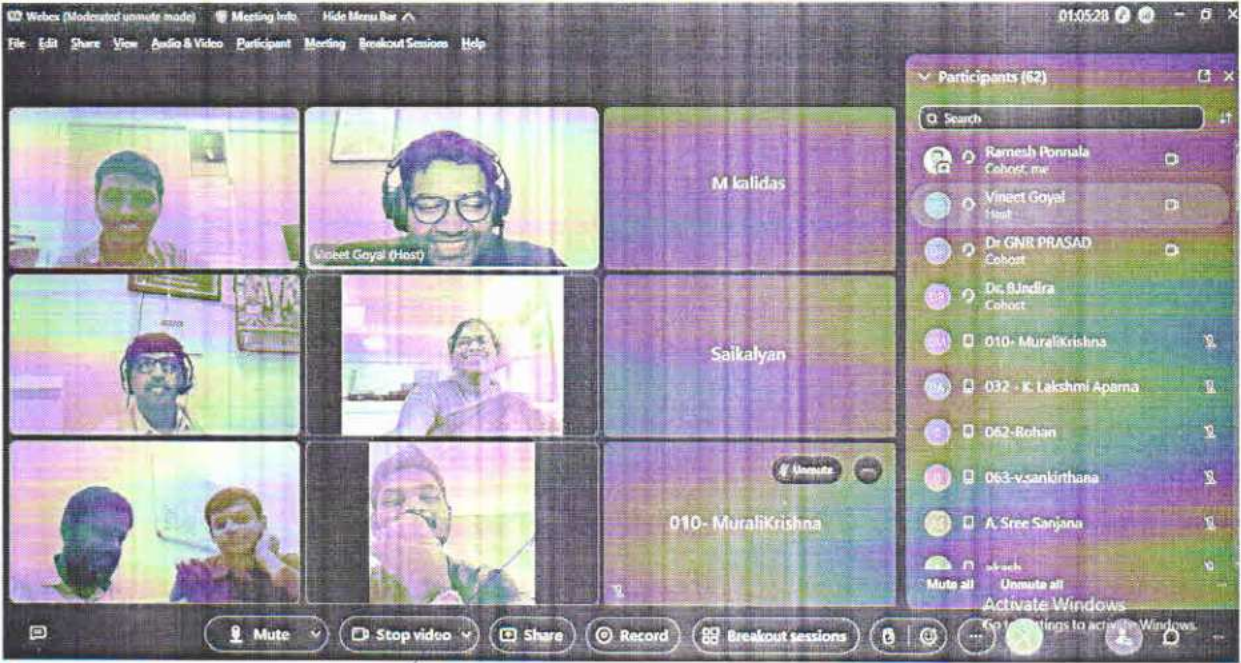 Webex (Moderated unmute mode) Meeting Info Hide Menu Bar
01:05:28
File Edit Share View Audio & Video Participant Meeting Breakout Sessions Help
Participants (62)
Search
Ramesh Ponnala
Cohost, me
Vineet Goyal
Host
Dr GNR PRASAD
Cohost
Dr. B.Indira
Cohost
010- MuraliKrishna
032 - K. Lakshmi Aparna
062-Rohan
063-v.sankirthana
A. Sree Sanjana
akash
Mute all Unmute all
M kalidas
Vineet Goyal (Host)
Saikalyan
Unmute
010- MuraliKrishna
Activate Windows
Go to Settings to activate Windows.
Mute
Stop video
Share
Record
Breakout sessions